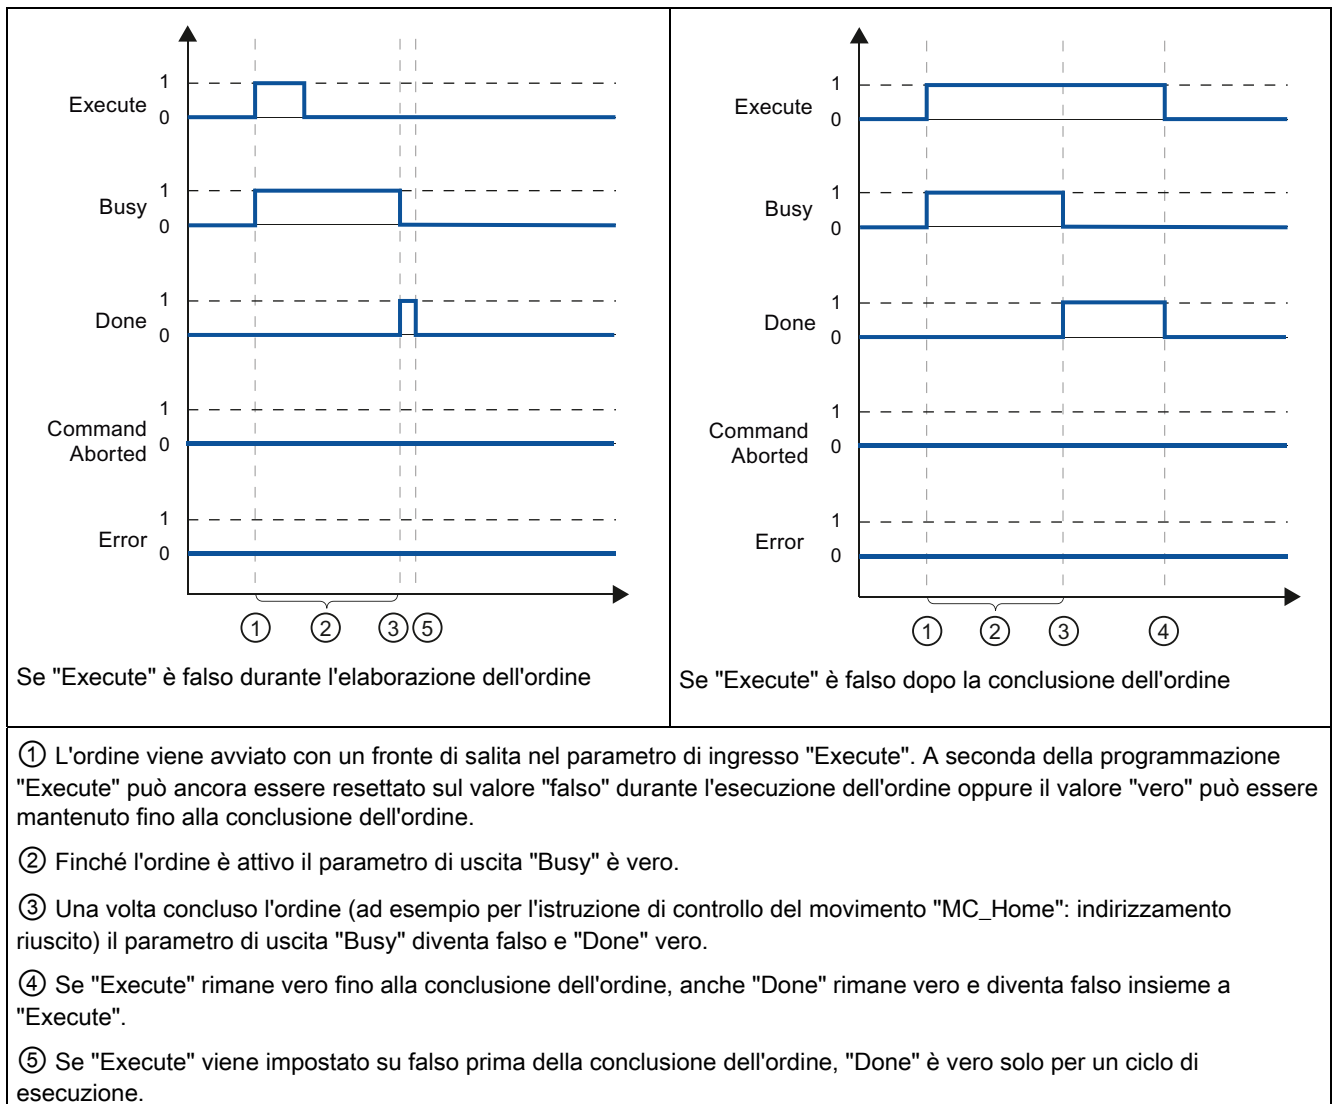 1
Execute
0
1
Busy
0
1
Done
0
1
Command
Aborted
0
1
Error
0
① ② ③ ⑤
Se "Execute" è falso durante l'elaborazione dell'ordine
1
Execute
0
1
Busy
0
1
Done
0
1
Command
Aborted
0
1
Error
0
① ② ③ ④
Se "Execute" è falso dopo la conclusione dell'ordine
① L'ordine viene avviato con un fronte di salita nel parametro di ingresso "Execute". A seconda della programmazione
"Execute" può ancora essere resettato sul valore "falso" durante l'esecuzione dell'ordine oppure il valore "vero" può essere
mantenuto fino alla conclusione dell'ordine.
② Finché l'ordine è attivo il parametro di uscita "Busy" è vero.
③ Una volta concluso l'ordine (ad esempio per l'istruzione di controllo del movimento "MC_Home": indirizzamento
riuscito) il parametro di uscita "Busy" diventa falso e "Done" vero.
④ Se "Execute" rimane vero fino alla conclusione dell'ordine, anche "Done" rimane vero e diventa falso insieme a
"Execute".
⑤ Se "Execute" viene impostato su falso prima della conclusione dell'ordine, "Done" è vero solo per un ciclo di
esecuzione.